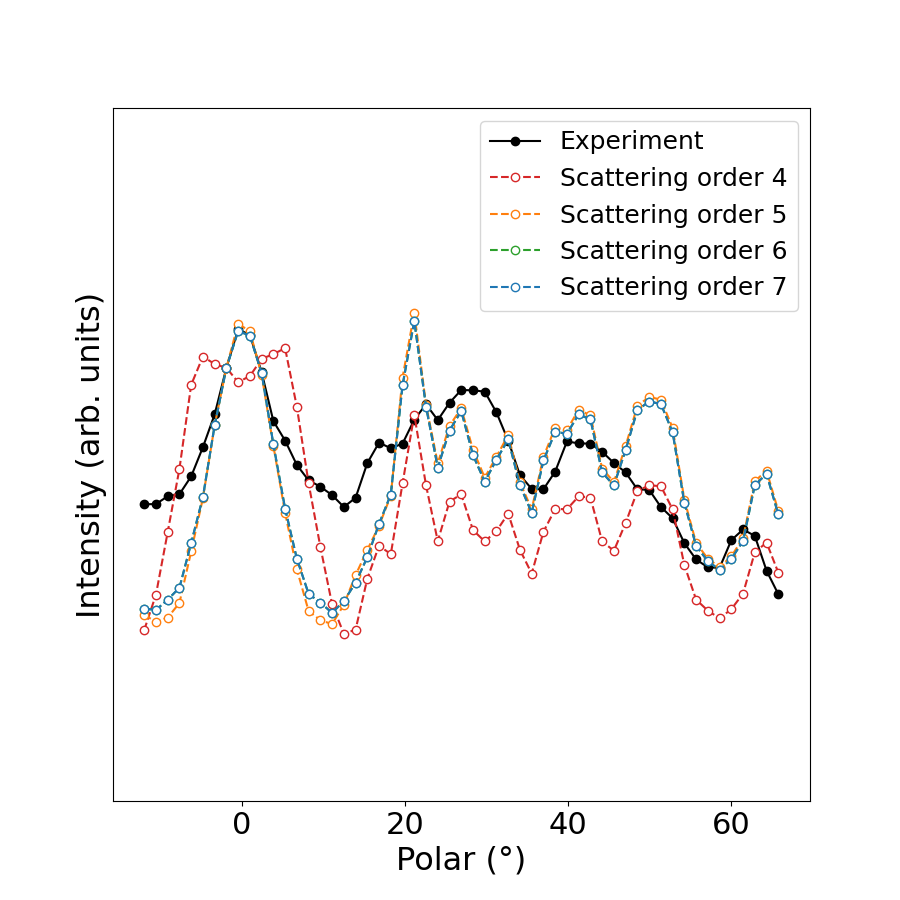 Experiment
Scattering order 4
Scattering order 5
Scattering order 6
Scattering order 7
Intensity (arb. units)
0
20
40
60
Polar (°)